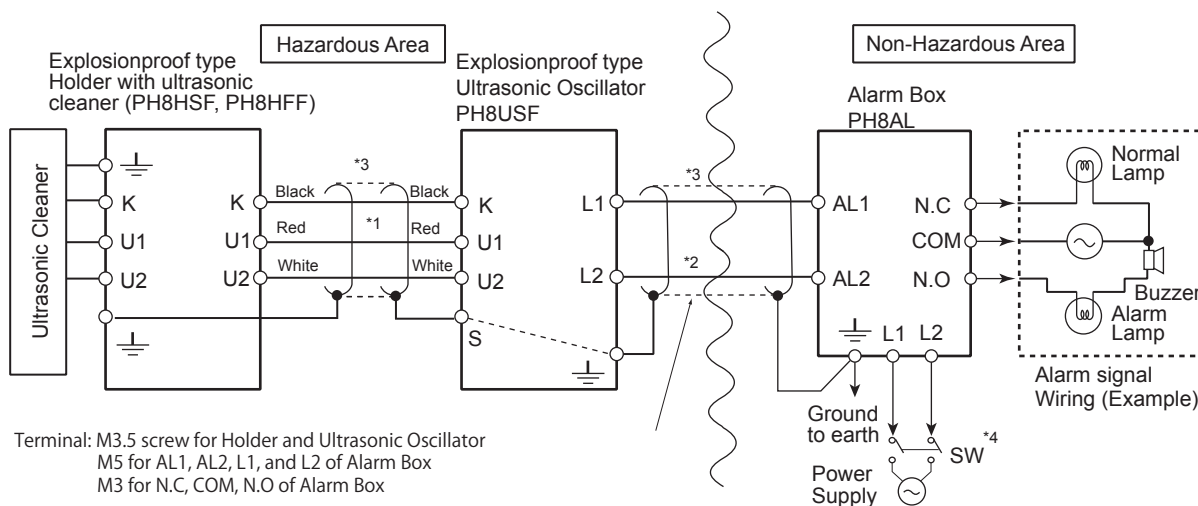 Hazardous Area
Non-Hazardous Area
Explosionproof type
Holder with ultrasonic
cleaner (PH8HSF, PH8HFF)
Explosionproof type
Ultrasonic Oscillator
PH8USF
Alarm Box
PH8AL
Ultrasonic Cleaner
K
U1
U2
K
U1
U2
Black
Red
White
*3
*1
Black
Red
White
K
U1
U2
S
L1
L2
*3
*2
AL1
AL2
N.C
COM
N.O
L1
L2
Normal
Lamp
Buzzer
Alarm
Lamp
Alarm signal
Wiring (Example)
Ground
to earth
SW *4
Power
Supply
Terminal: M3.5 screw for Holder and Ultrasonic Oscillator
M5 for AL1, AL2, L1, and L2 of Alarm Box
M3 for N.C, COM, N.O of Alarm Box